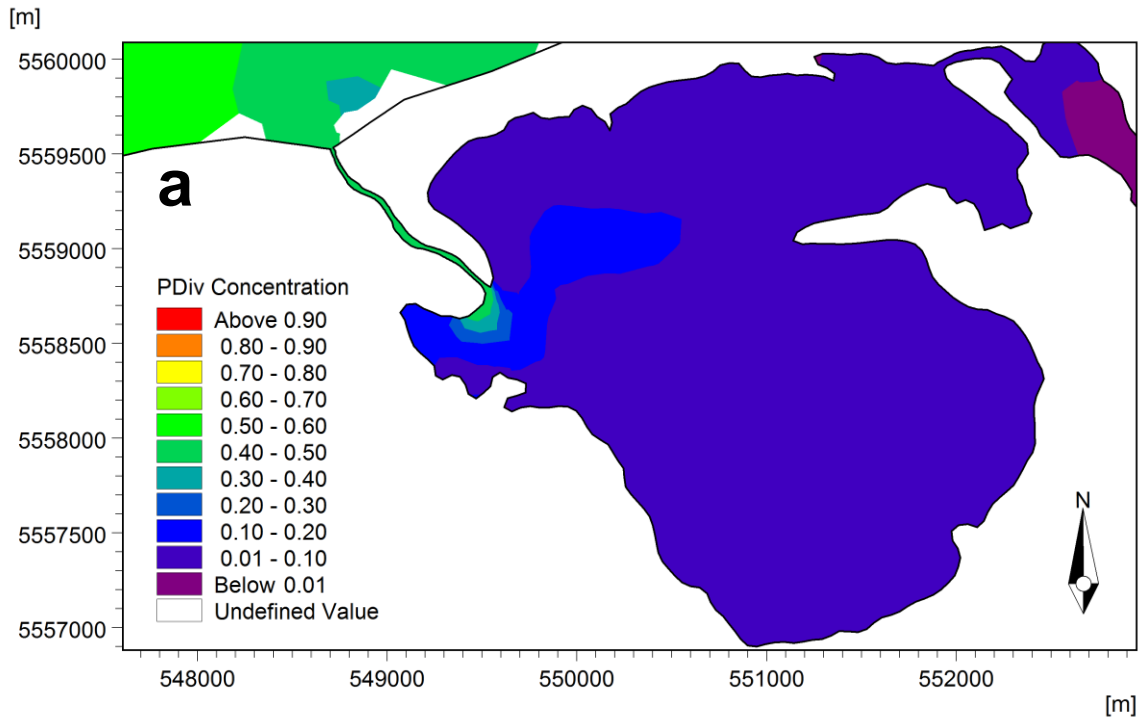 [m]
5560000
5559500
5559000
5558500
5558000
5557500
5557000
a
PDiv Concentration
Above 0.90
0.80 - 0.90
0.70 - 0.80
0.60 - 0.70
0.50 - 0.60
0.40 - 0.50
0.30 - 0.40
0.20 - 0.30
0.10 - 0.20
0.01 - 0.10
Below 0.01
Undefined Value
N
548000 549000 550000 551000 552000
[m]